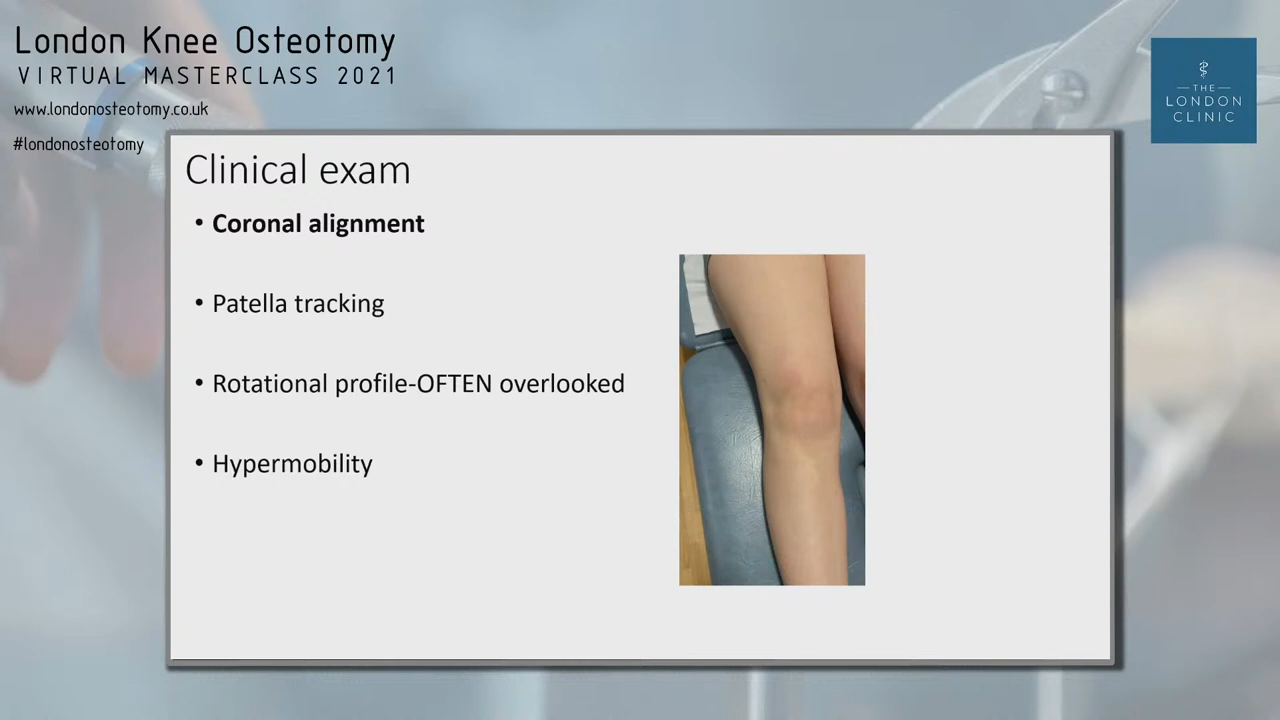 London Knee Osteotomy
VIRTUAL MASTERCLASS 2021
www.londonosteotomy.co.uk
#londonosteotomy
THE
LONDON
CLINIC
Clinical exam
• Coronal alignment
• Patella tracking
• Rotational profile-OFTEN overlooked
• Hypermobility